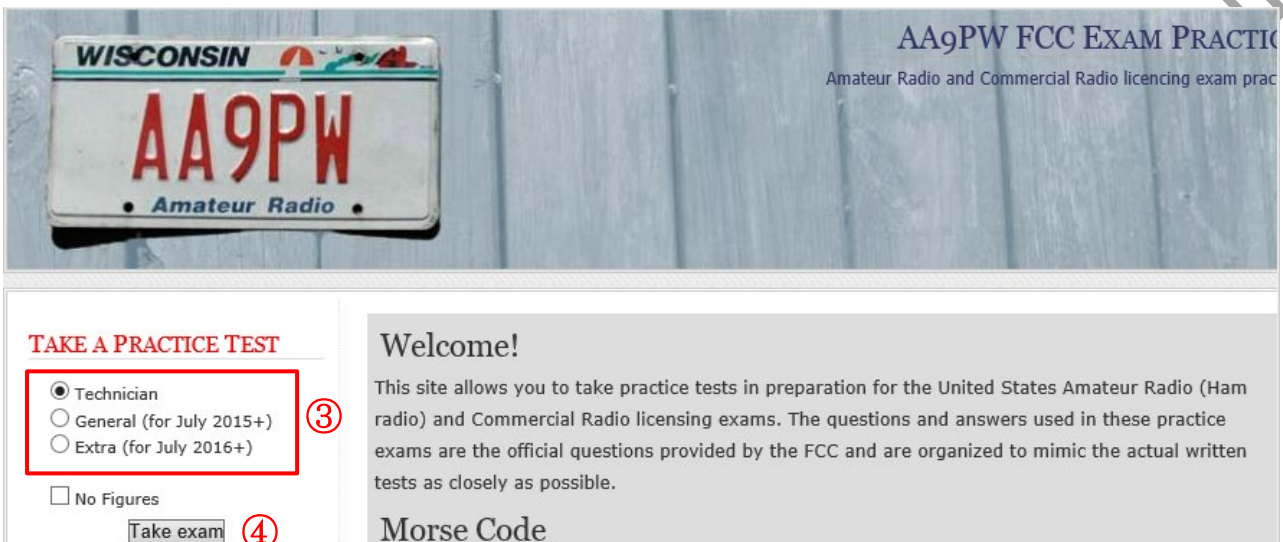 WISCONSIN
AA9PW
Amateur Radio
AA9PW FCC EXAM
Amateur Radio and Commercial Radio licencing exam
TAKE A PRACTICE TEST
Technician
General (for July 2015+)
Extra (for July 2016+)
③
No Figures
Take exam
④
Welcome!
This site allows you to take practice tests in preparation for the United States Amateur Radio (Ham
radio) and Commercial Radio licensing exams. The questions and answers used in these practice
exams are the official questions provided by the FCC and are organized to mimic the actual written
tests as closely as possible.
Morse Code